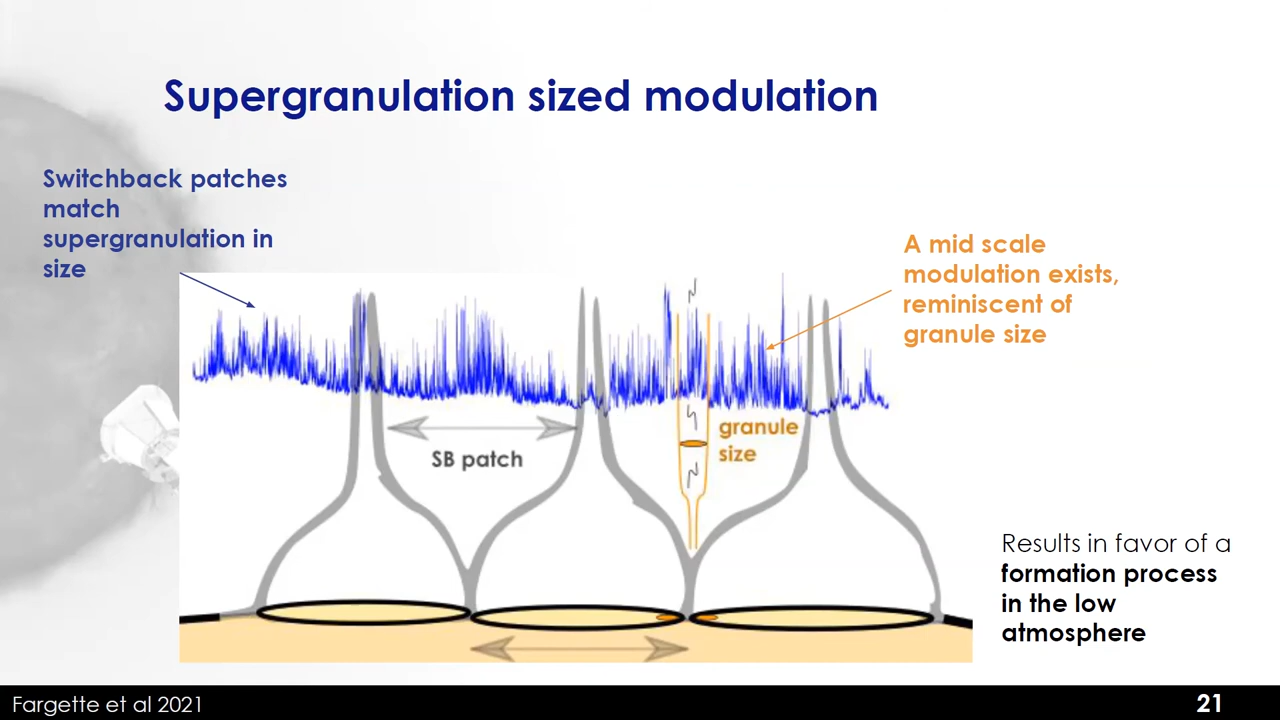 Supergranulation sized modulation
Switchback patches
match
supergranulation in
size
A mid scale
modulation exists,
reminiscent of
granule size
granule
size
SB patch
Results in favor of a
formation process
in the low
atmosphere
Fargette et al 2021
21